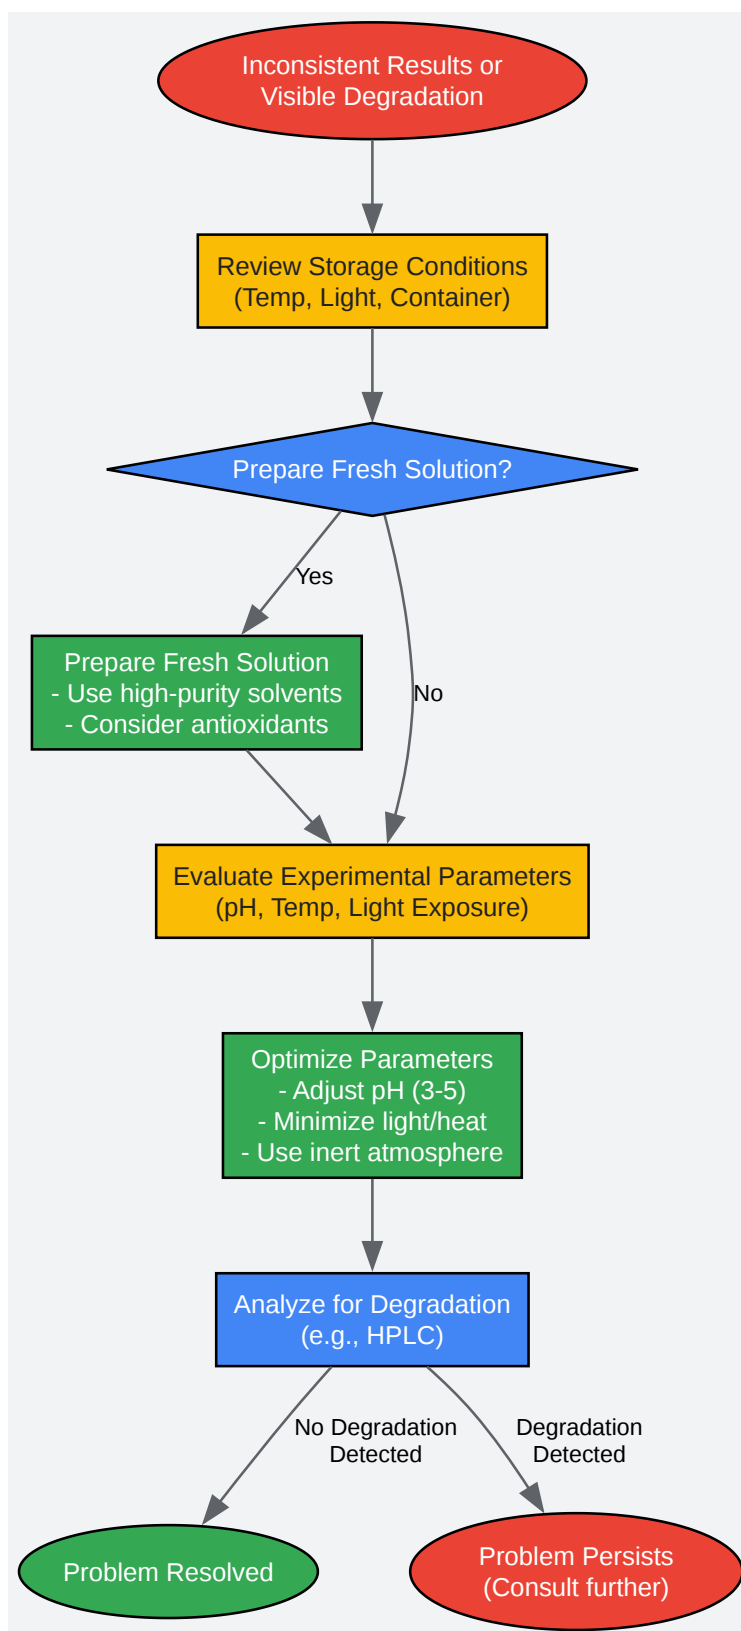 Inconsistent Results or
Visible Degradation
Review Storage Conditions
(Temp, Light, Container)
Prepare Fresh Solution?
Yes
Prepare Fresh Solution
- Use high-purity solvents
- Consider antioxidants
No
Evaluate Experimental Parameters
(pH, Temp, Light Exposure)
Optimize Parameters
- Adjust pH (3-5)
- Minimize light/heat
- Use inert atmosphere
Analyze for Degradation
(e.g., HPLC)
No Degradation
Detected
Degradation
Detected
Problem Resolved
Problem Persists
(Consult further)